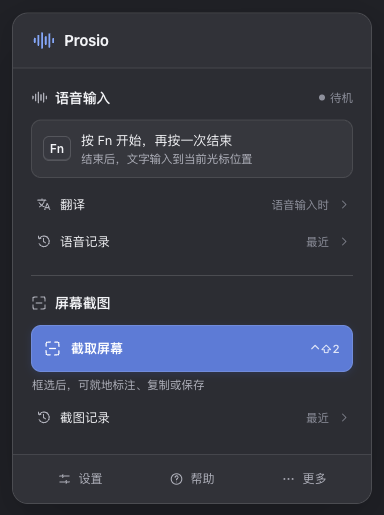 Prosio
语音输入
待机
Fn
按 Fn 开始，再按一次结束
结束后，文字输入到当前光标位置
翻译 语音输入时
语音记录 最近
屏幕截图
截取屏幕 ⌃⇧2
框选后，可就地标注、复制或保存
截图记录 最近
设置 帮助 更多